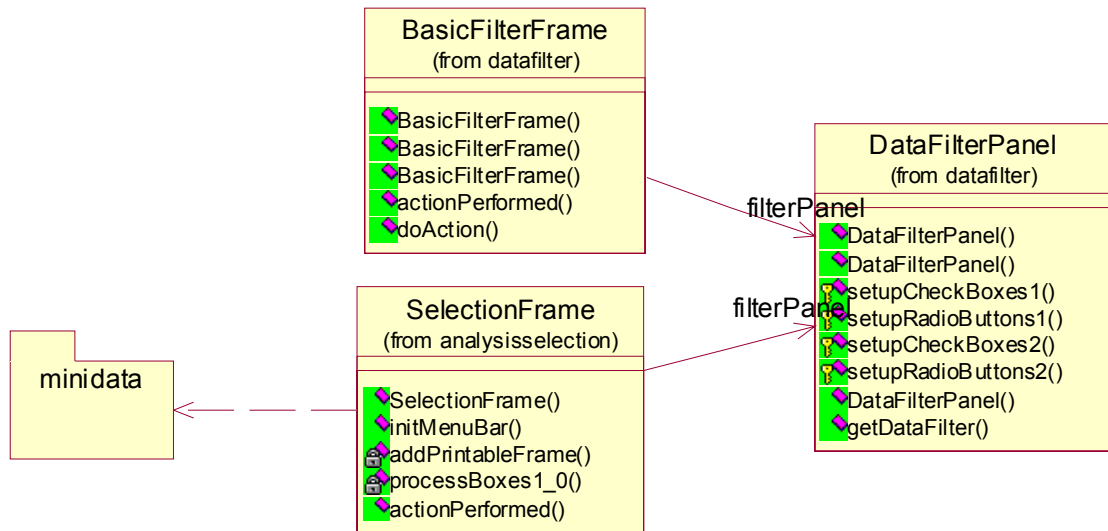 BasicFilterFrame
(from datafilter)
BasicFilterFrame()
BasicFilterFrame()
BasicFilterFrame()
actionPerformed()
doAction()
filterPanel
DataFilterPanel
(from datafilter)
DataFilterPanel()
DataFilterPanel()
setupCheckBoxes1()
setupRadioButtons1()
setupCheckBoxes2()
setupRadioButtons2()
DataFilterPanel()
getDataFilter()
filterPanel
SelectionFrame
(from analysisselection)
SelectionFrame()
initMenuBar()
addPrintableFrame()
processBoxes1_0()
actionPerformed()
minidata